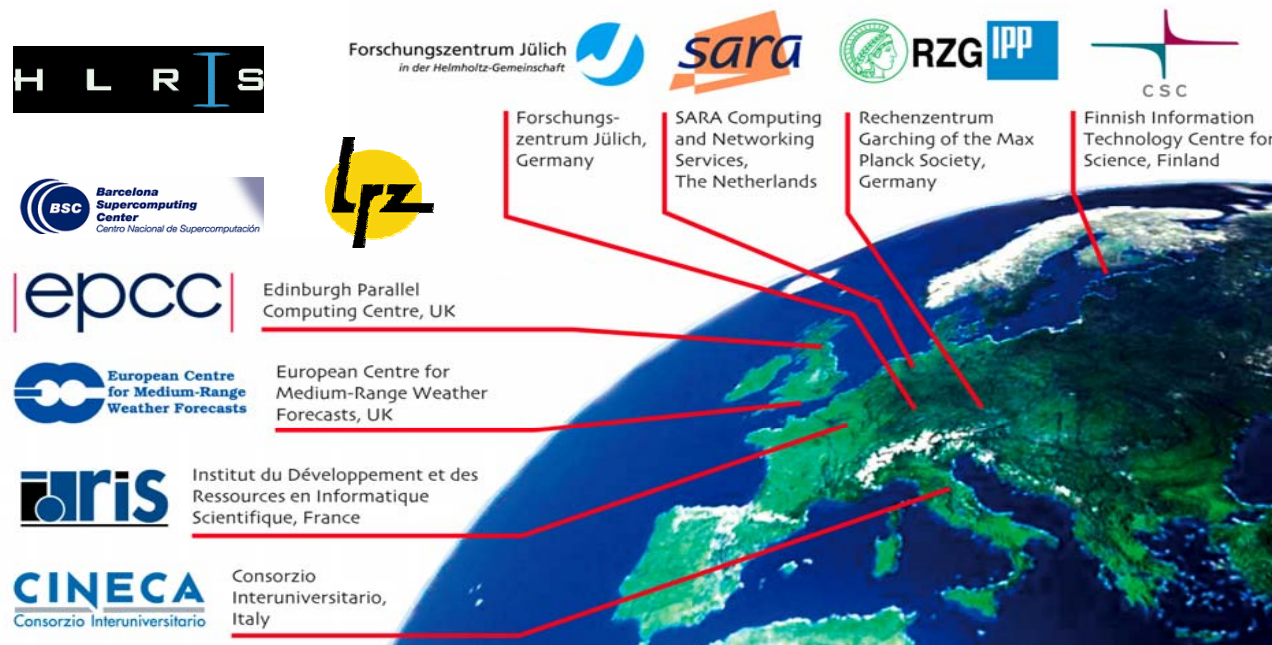 H L R I S
Forschungszentrum Jülich
in der Helmholtz-Gemeinschaft
sara
RZG IPP
CSC
Forschungs-
zentrum Jülich,
Germany
SARA Computing
and Networking
Services,
The Netherlands
Rechenzentrum
Garching of the Max
Planck Society,
Germany
Finnish Information
Technology Centre for
Science, Finland
BSC
Barcelona
Supercomputing
Center
Centro Nacional de Supercomputación
lrz
epcc
Edinburgh Parallel
Computing Centre, UK
European Centre
for Medium-Range
Weather Forecasts
European Centre for
Medium-Range Weather
Forecasts, UK
idris
Institut du Développement et des
Ressources en Informatique
Scientifique, France
CINECA
Consorzio Interuniversitario
Consorzio
Interuniversitario,
Italy